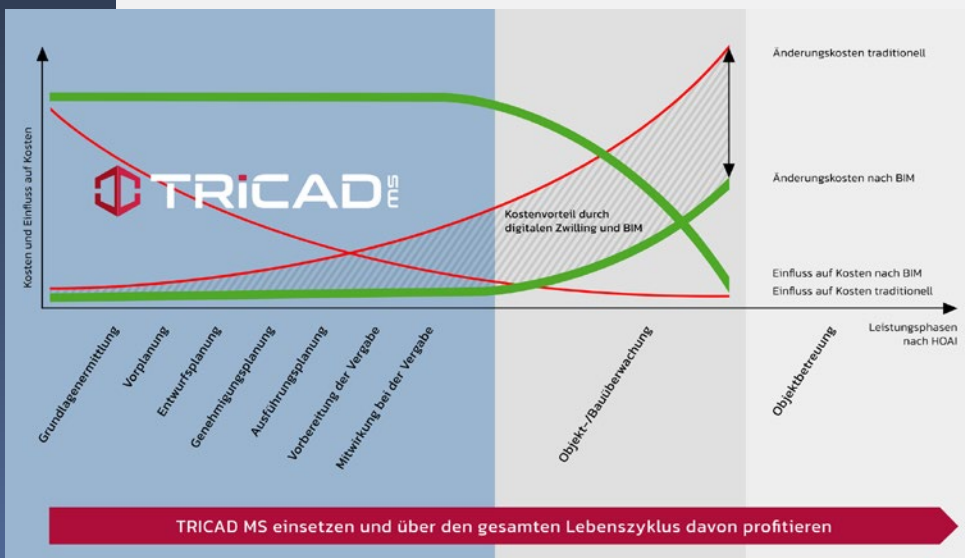 Kosten und Einfluss auf Kosten
TRICAD MS
Änderungskosten traditionell
Kostenvorteil durch
digitalen Zwilling und BIM
Änderungskosten nach BIM
Einfluss auf Kosten nach BIM
Einfluss auf Kosten traditionell
Leistungsphasen
nach HOAI
Grundlagenermittlung
Vorplanung
Entwurfsplanung
Genehmigungsplanung
Ausführungsplanung
Vorbereitung der Vergabe
Mitwirkung bei der Vergabe
Objekt-/Bauüberwachung
Objektbetreuung
TRICAD MS einsetzen und über den gesamten Lebenszyklus davon profitieren